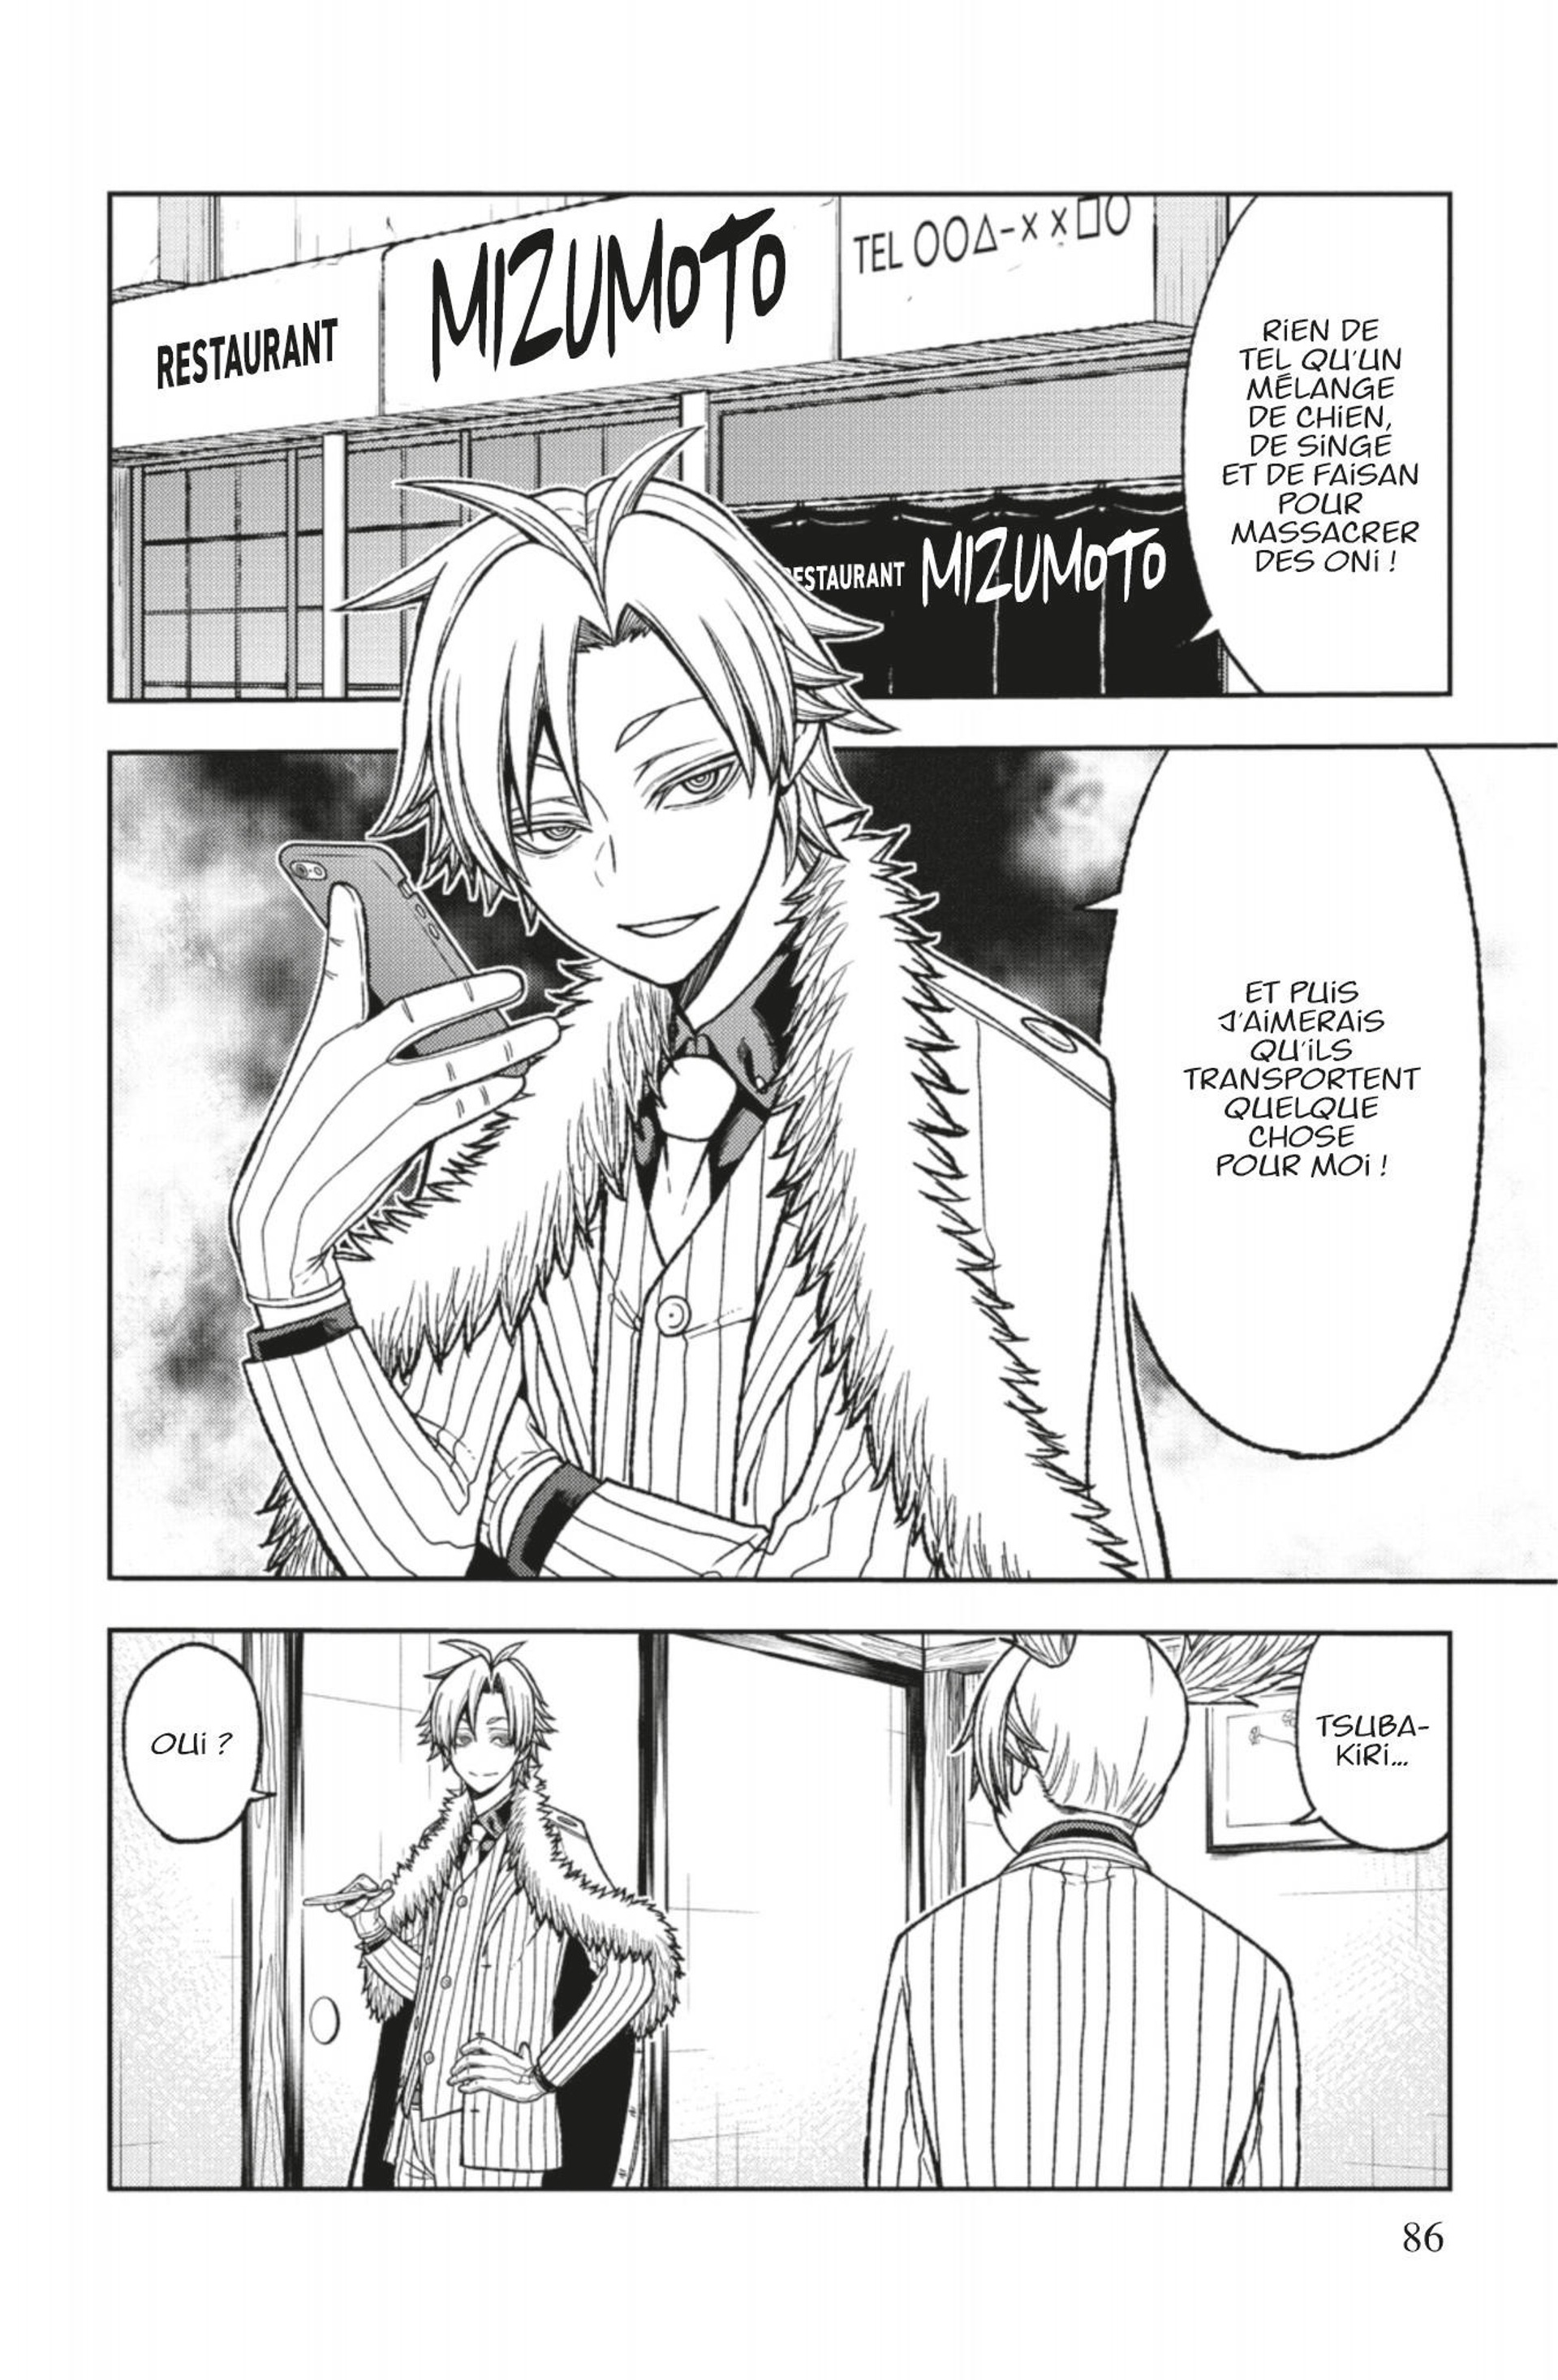 RESTAURANT
MIZUMOTO
TEL OO△-××□O
RiEN DE
TEL QU'UN
MÉLANGE
DE CHiEN,
DE SiNGE
ET DE FAiSAN
POUR
MASSACRER
DES ONi !
RESTAURANT MIZUMOTO
ET PUiS
J'AiMERAiS
QU'iLS
TRANSPORTENT
QUELQUE
CHOSE
POUR MOi !
TSUBA-
KiRi...
OUi ?
86